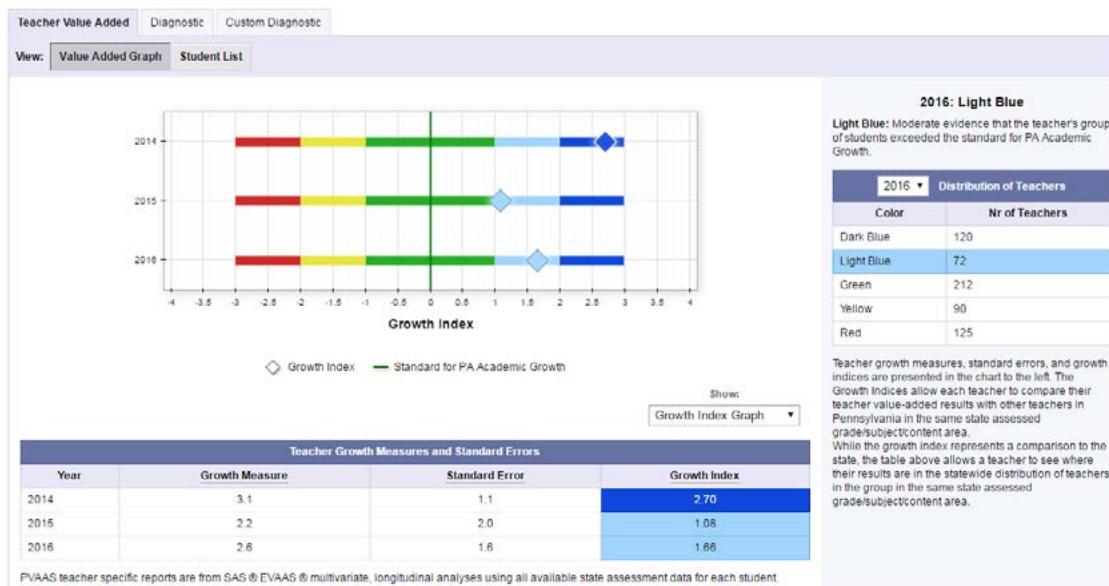 Teacher Value Added Diagnostic Custom Diagnostic
View: Value Added Graph Student List
2014
2015
2016
-4 -3.5 -3 -2.5 -2 -1.5 -1 -0.5 0 0.5 1 1.5 2 2.5 3 3.5 4
Growth Index
Growth Index Standard for PA Academic Growth
Show:
Growth Index Graph
Teacher Growth Measures and Standard Errors
Year Growth Measure Standard Error Growth Index
2014 3.1 1.1 2.70
2015 2.2 2.0 1.08
2016 2.6 1.6 1.66
PVAAS teacher specific reports are from SAS ® EVAAS ® multivariate, longitudinal analyses using all available state assessment data for each student.
2016: Light Blue
Light Blue: Moderate evidence that the teacher's group
of students exceeded the standard for PA Academic
Growth.
2016 Distribution of Teachers
Color Nr of Teachers
Dark Blue 120
Light Blue 72
Green 212
Yellow 90
Red 125
Teacher growth measures, standard errors, and growth
indices are presented in the chart to the left. The
Growth Indices allow each teacher to compare their
teacher value-added results with other teachers in
Pennsylvania in the same state assessed
grade/subject/content area.
While the growth index represents a comparison to the
state, the table above allows a teacher to see where
their results are in the statewide distribution of teachers
in the group in the same state assessed
grade/subject/content area.